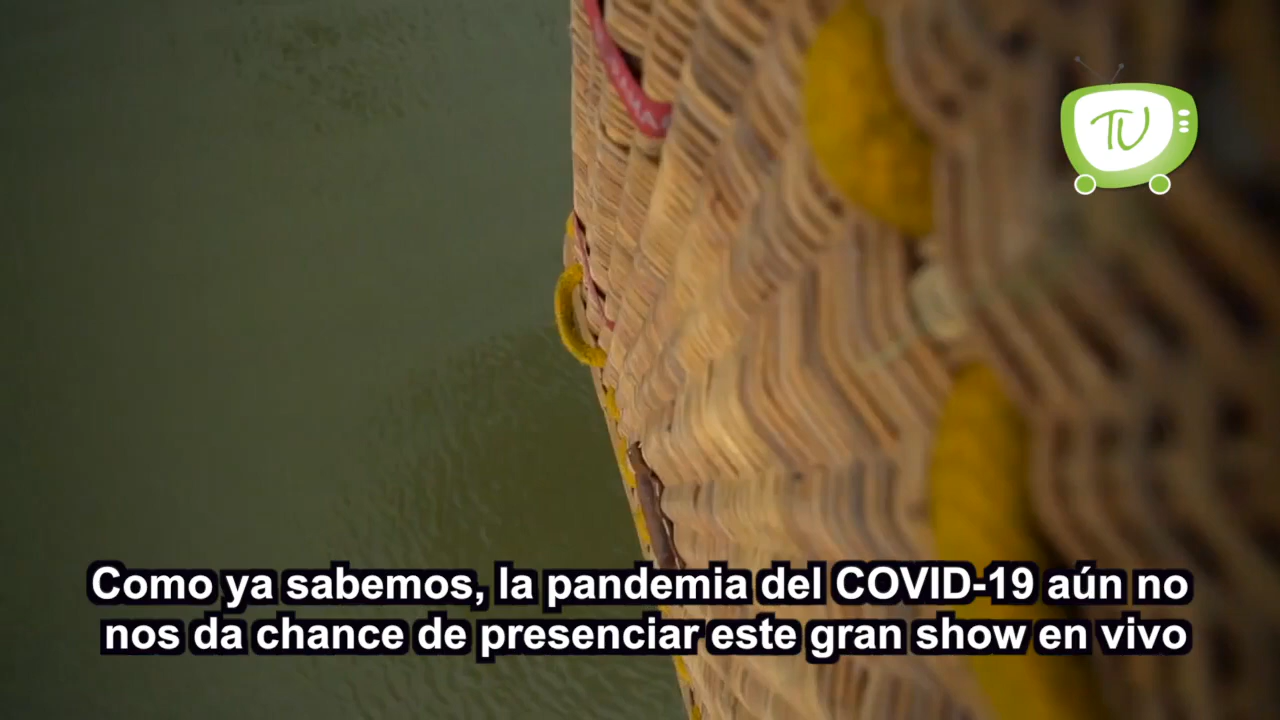 TV
Como ya sabemos, la pandemia del COVID-19 aún no
nos da chance de presenciar este gran show en vivo